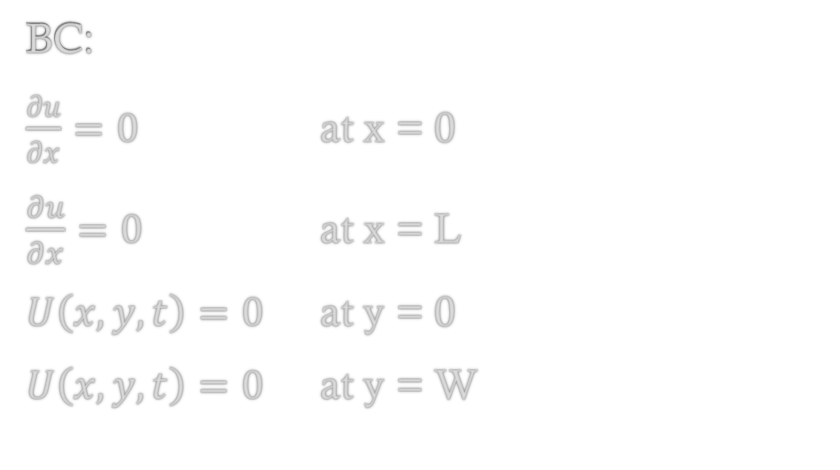 BC:
∂u/∂x = 0 at x = 0
∂u/∂x = 0 at x = L
U(x, y, t) = 0 at y = 0
U(x, y, t) = 0 at y = W